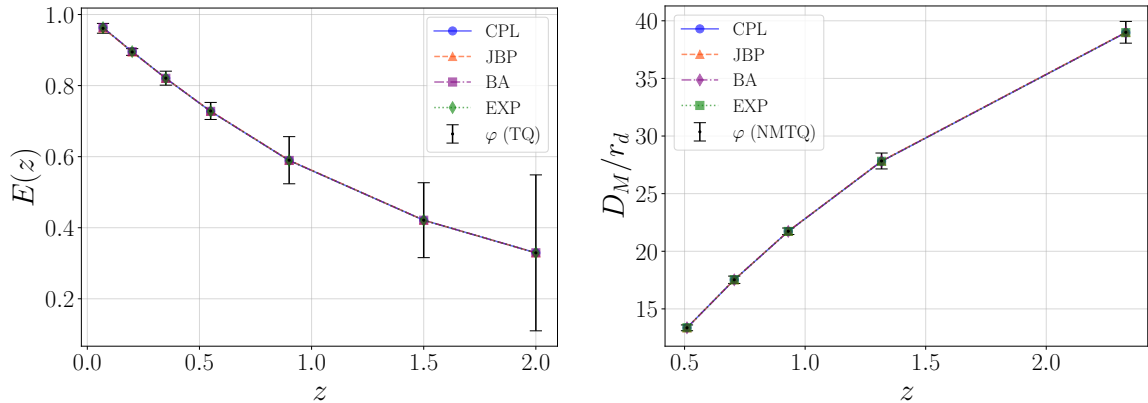 1.0
0.8
0.6
0.4
0.2
E(z)
0.0
0.5
1.0
1.5
2.0
z
CPL
JBP
BA
EXP
φ (TQ)
40
35
30
25
20
15
D_M/r_d
0.5
1.0
1.5
2.0
z
CPL
JBP
BA
EXP
φ (NMTQ)